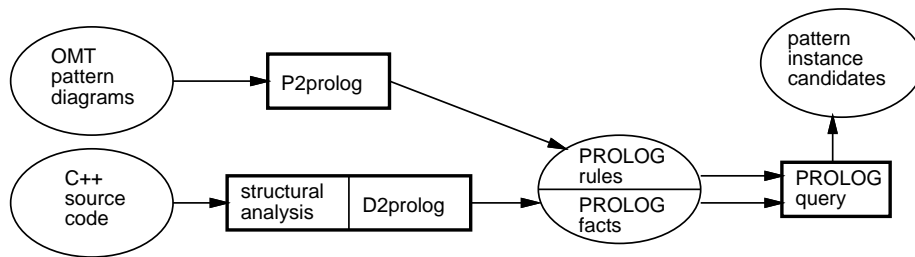 OMT
pattern
diagrams
P2prolog
pattern
instance
candidates
C++
source
code
structural
analysis
D2prolog
PROLOG
rules
PROLOG
facts
PROLOG
query